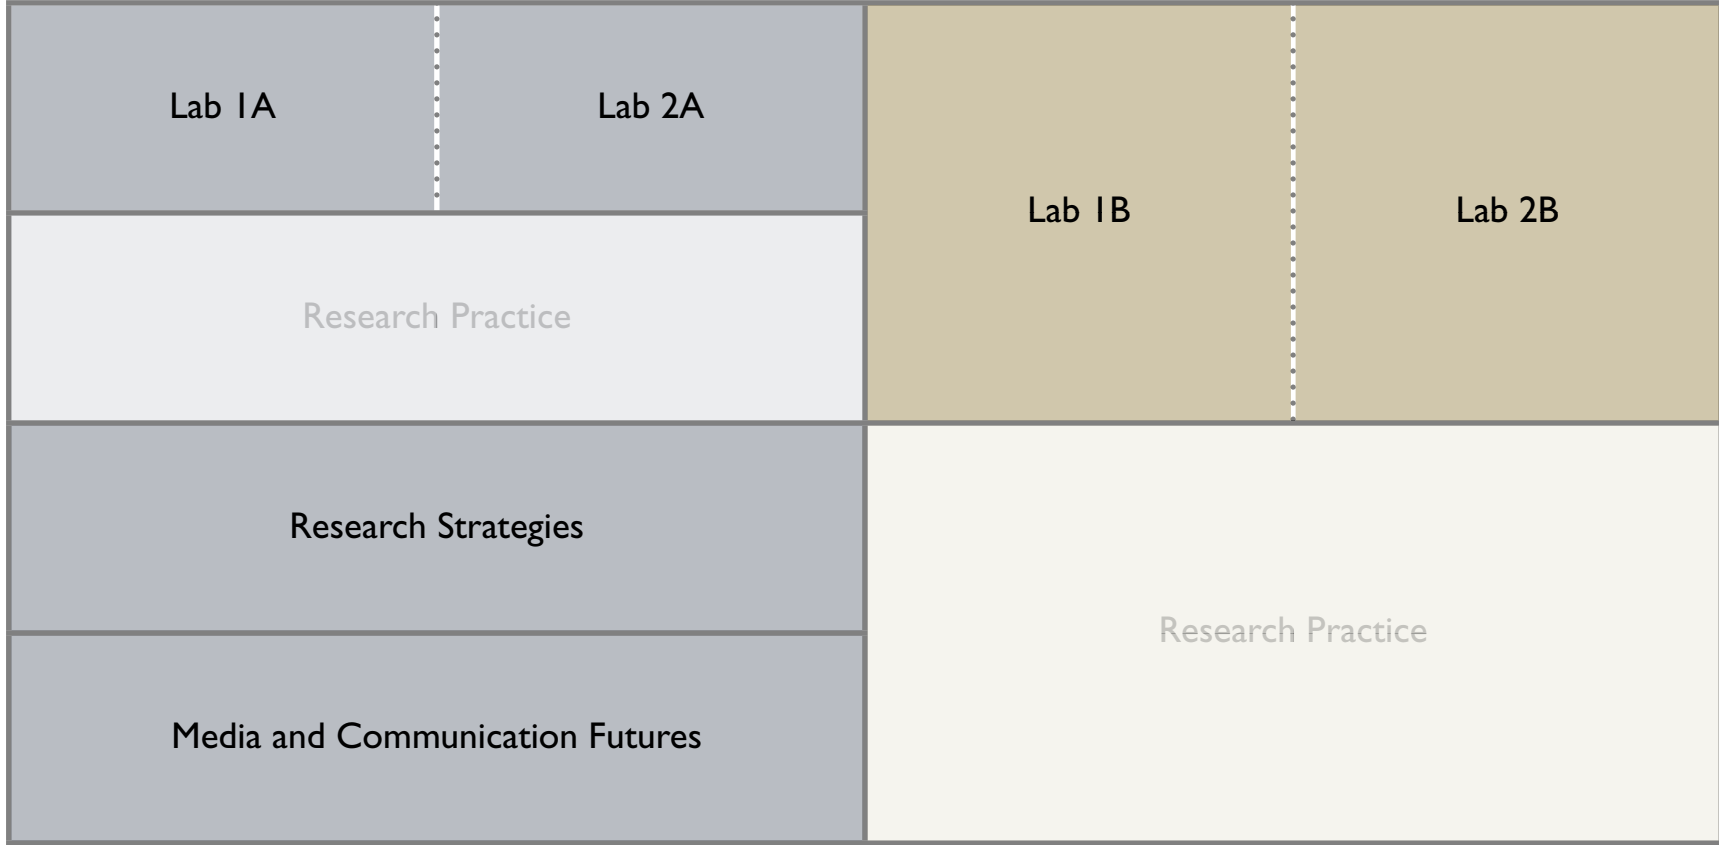 Lab 1A
Lab 2A
Lab 1B
Lab 2B
Research Practice
Research Strategies
Research Practice
Media and Communication Futures